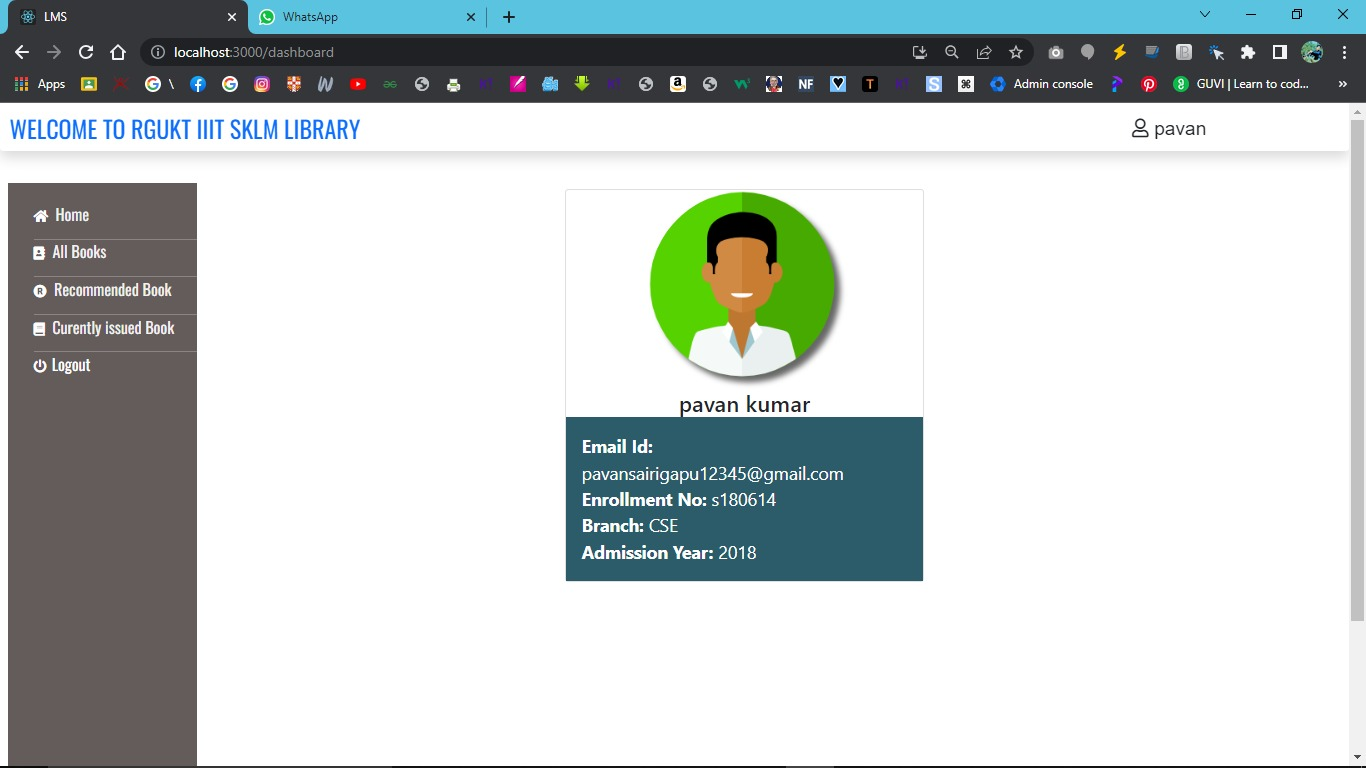 LMS
WhatsApp
localhost:3000/dashboard
Apps
G \
Admin console
GUVI | Learn to cod...
WELCOME TO RGUKT IIIT SKLM LIBRARY
pavan
Home
All Books
Recommended Book
Curently issued Book
Logout
pavan kumar
Email Id:
pavansairigapu12345@gmail.com
Enrollment No: s180614
Branch: CSE
Admission Year: 2018